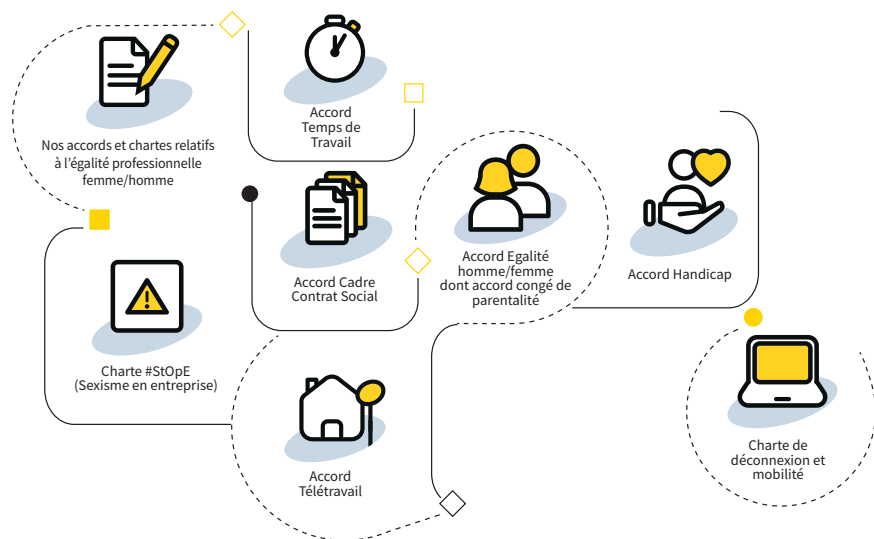 Nos accords et chartes relatifs
à l’égalité professionnelle
femme/homme
Accord
Temps de
Travail
Accord Cadre
Contrat Social
Accord Egalité
homme/femme
dont accord congé de
parentalité
Accord Handicap
Charte #StOpE
(Sexisme en entreprise)
Accord
Télétravail
Charte de
déconnexion et
mobilité